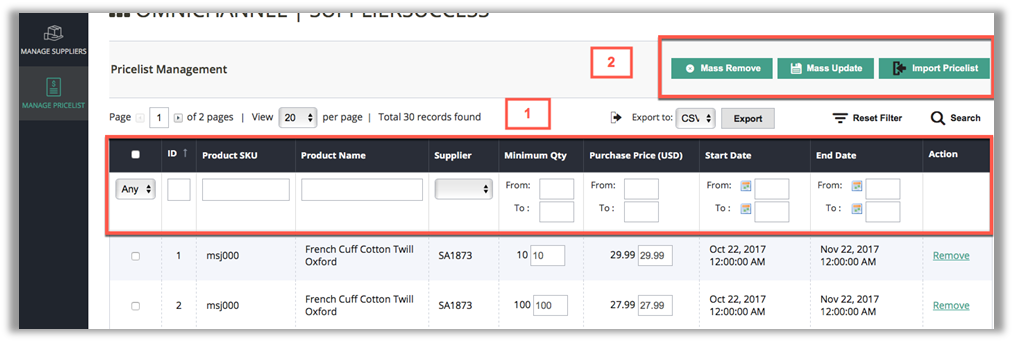 OMNICHANNEL | SUPPLIERSUCCESS
MANAGE SUPPLIERS
MANAGE PRICELIST
Pricelist Management
2
Mass Remove Mass Update Import Pricelist
Page 1 of 2 pages | View 20 per page | Total 30 records found
1
Export to: CSV Export Reset Filter Search
ID Product SKU Product Name Supplier Minimum Qty Purchase Price (USD) Start Date End Date Action
Any From: From: From: From:
To : To : To : To :
1 msj000 French Cuff Cotton Twill Oxford SA1873 10 10 29.99 29.99 Oct 22, 2017 12:00:00 AM Nov 22, 2017 12:00:00 AM Remove
2 msj000 French Cuff Cotton Twill Oxford SA1873 100 100 27.99 27.99 Oct 22, 2017 12:00:00 AM Nov 22, 2017 12:00:00 AM Remove